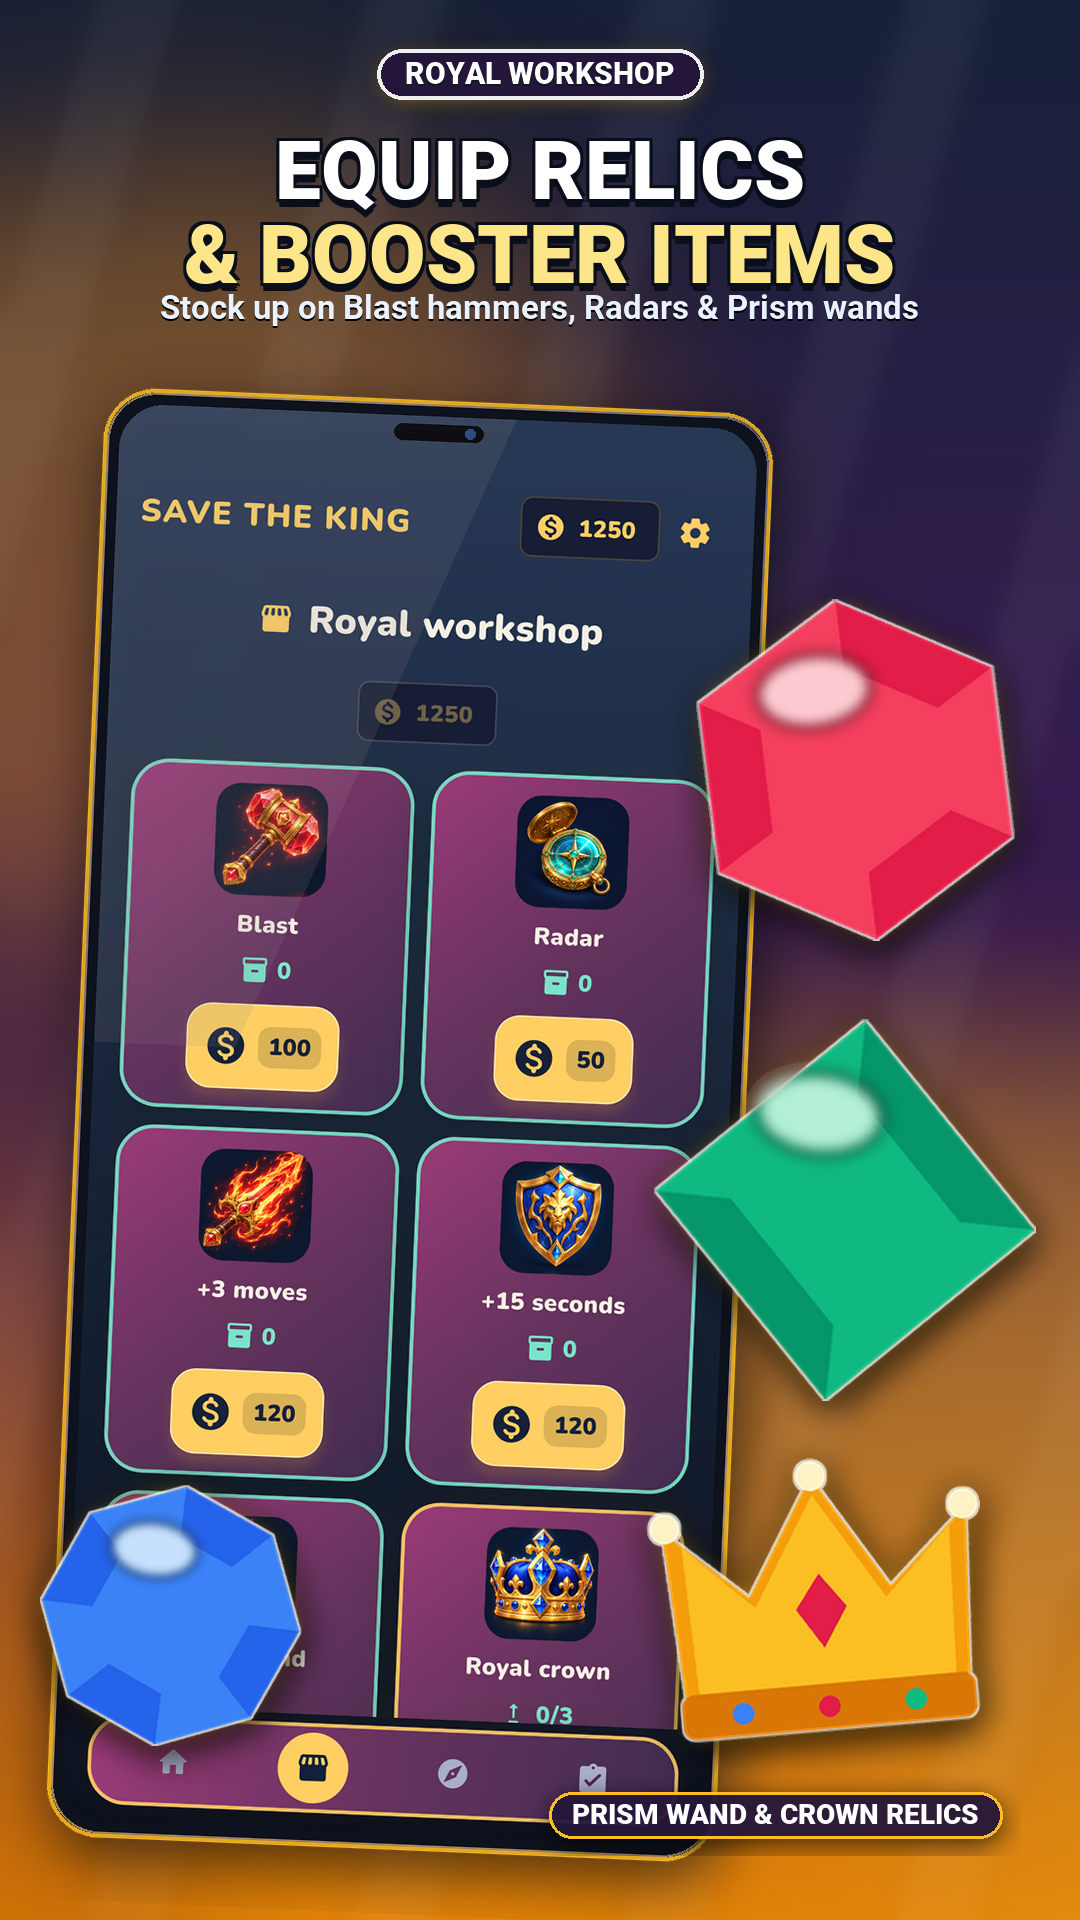 ROYAL WORKSHOP
EQUIP RELICS
& BOOSTER ITEMS
Stock up on Blast hammers, Radars & Prism wands
SAVE THE KING
1250
Royal workshop
1250
Blast
0
100
Radar
0
50
+3 moves
0
120
+15 seconds
0
120
Royal crown
0/3
PRISM WAND & CROWN RELICS